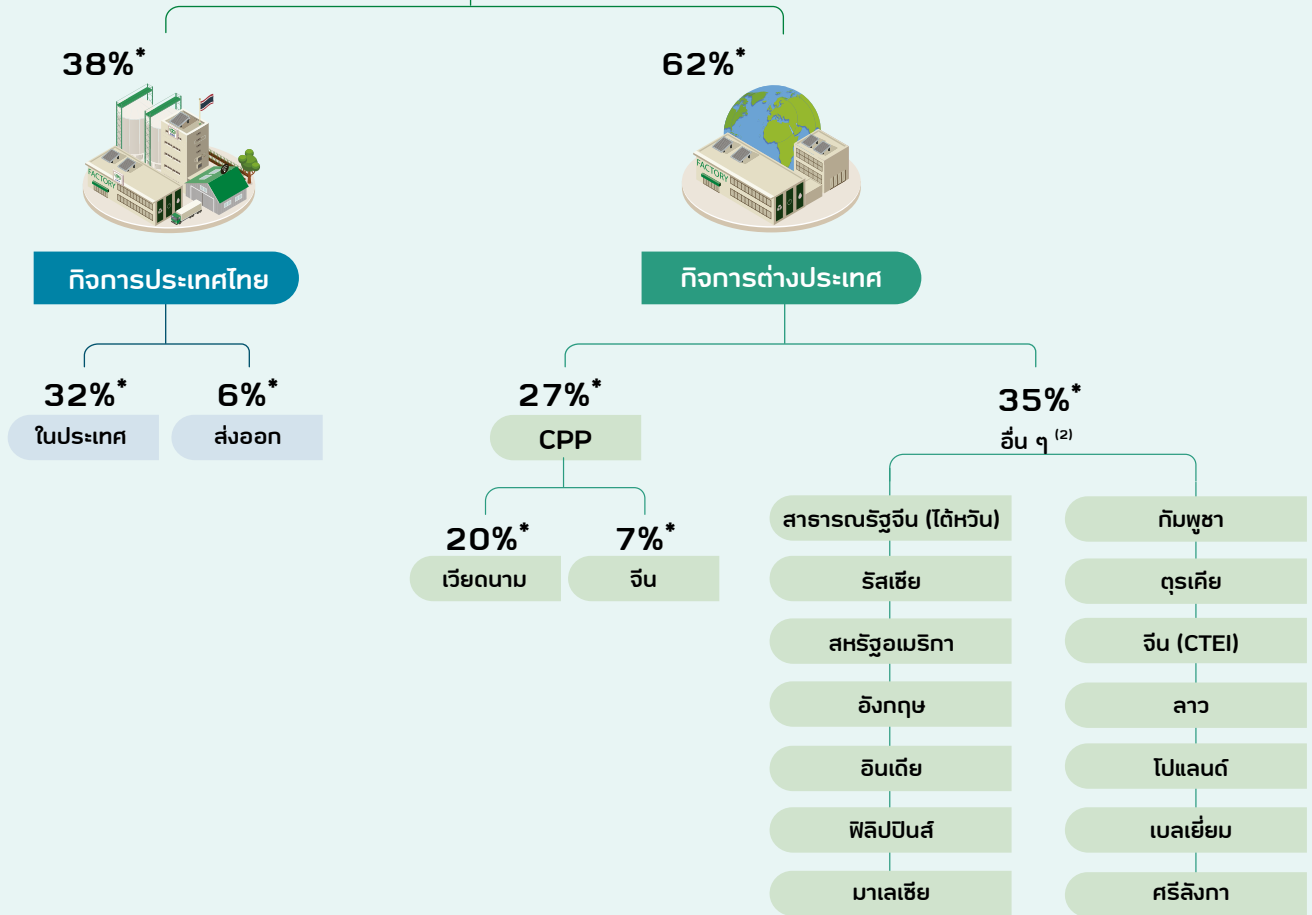 38%*
62%*
FACTORY
FACTORY
กิจการประเทศไทย
กิจการต่างประเทศ
32%*
6%*
27%*
35%*
ในประเทศ
ส่งออก
CPP
อื่น ๆ (2)
20%*
7%*
เวียดนาม
จีน
สาธารณรัฐจีน (ไต้หวัน)
กัมพูชา
รัสเซีย
ตุรเคีย
สหรัฐอเมริกา
จีน (CTEI)
อังกฤษ
ลาว
อินเดีย
โปแลนด์
ฟิลิปปินส์
เบลเยี่ยม
มาเลเซีย
ศรีลังกา